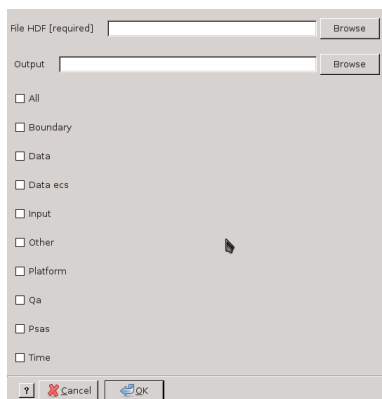 File HDF [required] Browse
Output Browse
All
Boundary
Data
Data ecs
Input
Other
Platform
Qa
Psas
Time
? Cancel OK